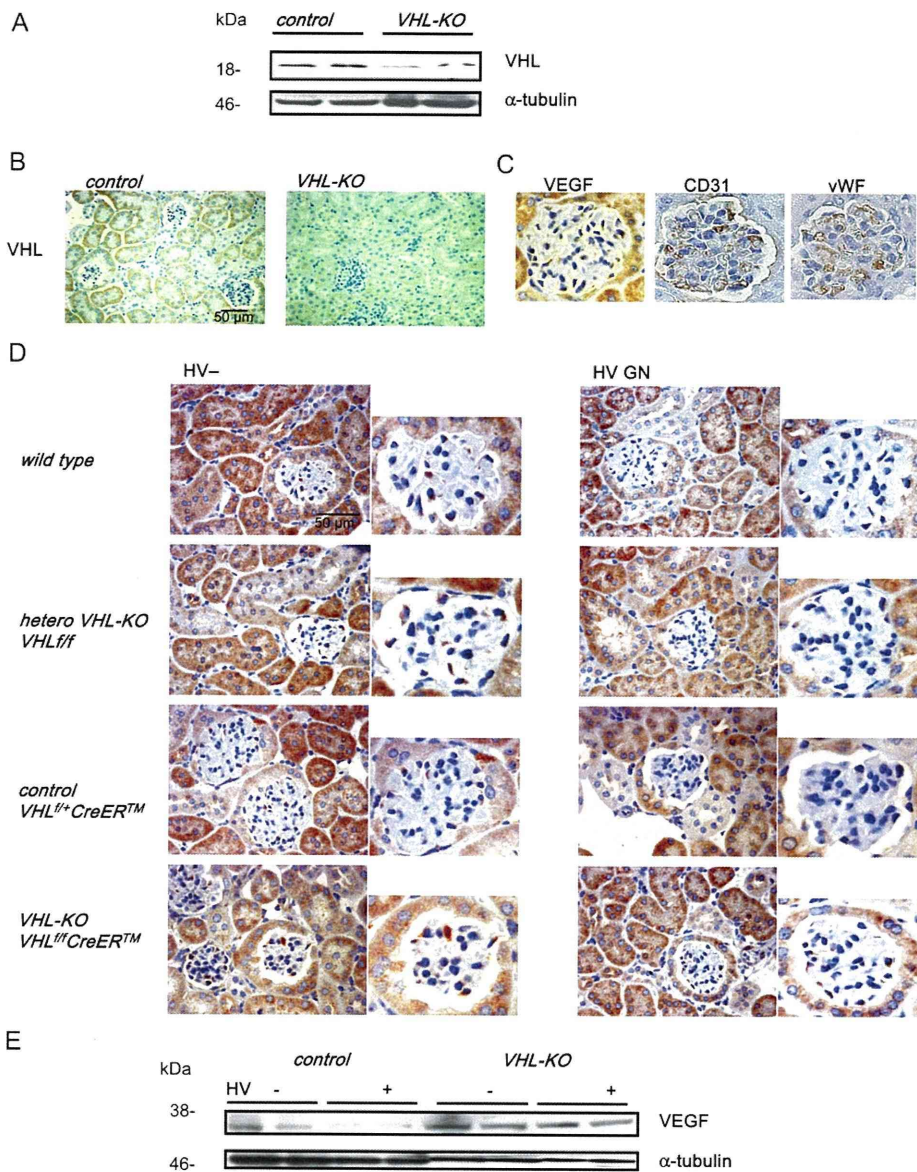 A
kDa control VHL-KO
18- VHL
46- α-tubulin
B
control VHL-KO
VHL
50 µm
C
VEGF CD31 vWF
D
HV– HV GN
wild type
50 µm
hetero VHL-KO
VHLf/f
control
VHLf/+CreERTM
VHL-KO
VHLf/fCreERTM
E
control VHL-KO
kDa
HV - + - +
38-
VEGF
46- α-tubulin